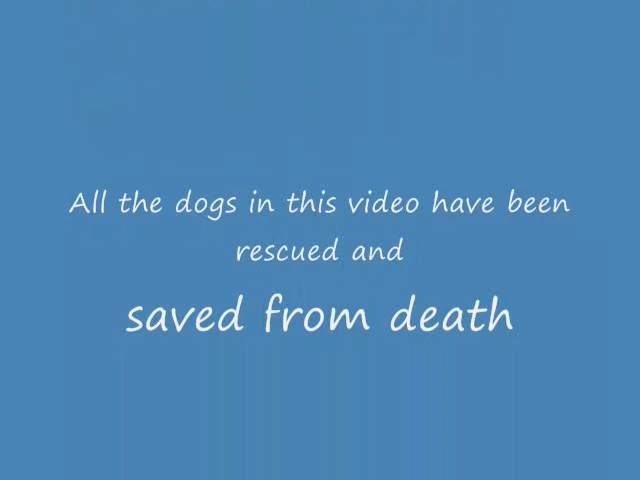 All the dogs in this video have been
rescued and
saved from death